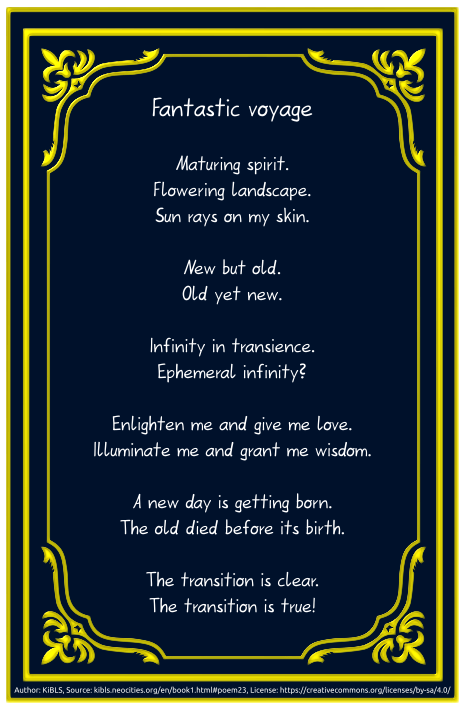 Fantastic voyage
Maturing spirit.
Flowering landscape.
Sun rays on my skin.
New but old.
Old yet new.
Infinity in transience.
Ephemeral infinity?
Enlighten me and give me love.
Illuminate me and grant me wisdom.
A new day is getting born.
The old died before its birth.
The transition is clear.
The transition is true!
Author: KiBLS, Source: kibls.neocities.org/en/book1.html#poem23, License: https://creativecommons.org/licenses/by-sa/4.0/